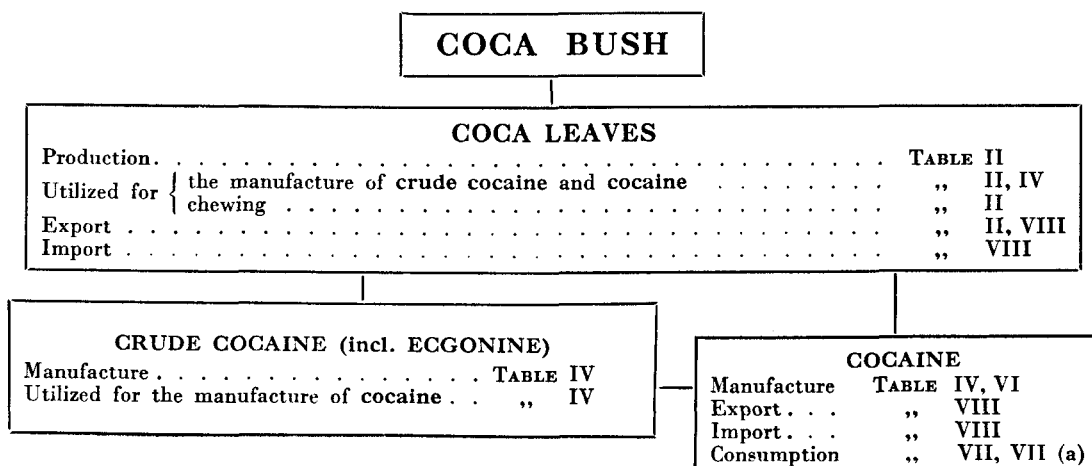 COCA BUSH
COCA LEAVES
Production. . . . . . . . . . . . . . . . . . . . . . . . . . . . . . TABLE II
Utilized for { the manufacture of crude cocaine and cocaine . . . . . . . ,, II, IV
chewing . . . . . . . . . . . . . . . . . . . . . . . ,, II
Export . . . . . . . . . . . . . . . . . . . . . . . . . . . . . . ,, II, VIII
Import . . . . . . . . . . . . . . . . . . . . . . . . . . . . . . ,, VIII
CRUDE COCAINE (incl. ECGONINE)
Manufacture . . . . . . . . . . . . . . . TABLE IV
Utilized for the manufacture of cocaine . . ,, IV
COCAINE
Manufacture TABLE IV, VI
Export . . . ,, VIII
Import . . . ,, VIII
Consumption ,, VII, VII (a)